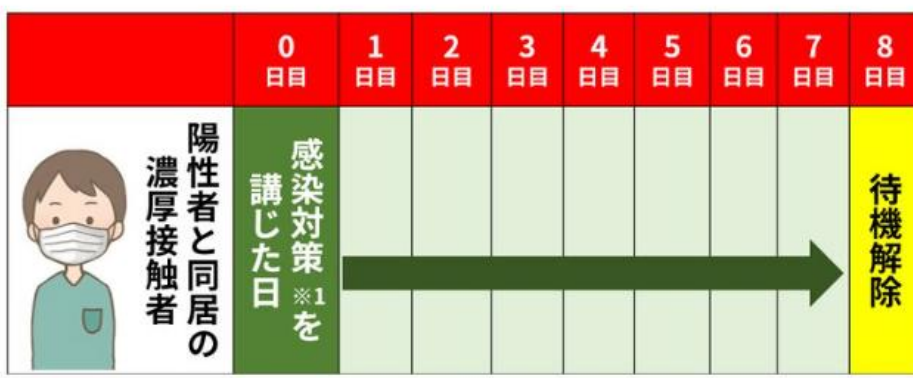 0
日目
1
日目
2
日目
3
日目
4
日目
5
日目
6
日目
7
日目
8
日目
陽性者と同居の
濃厚接触者
感染対策※1を
講じた日
待機解除